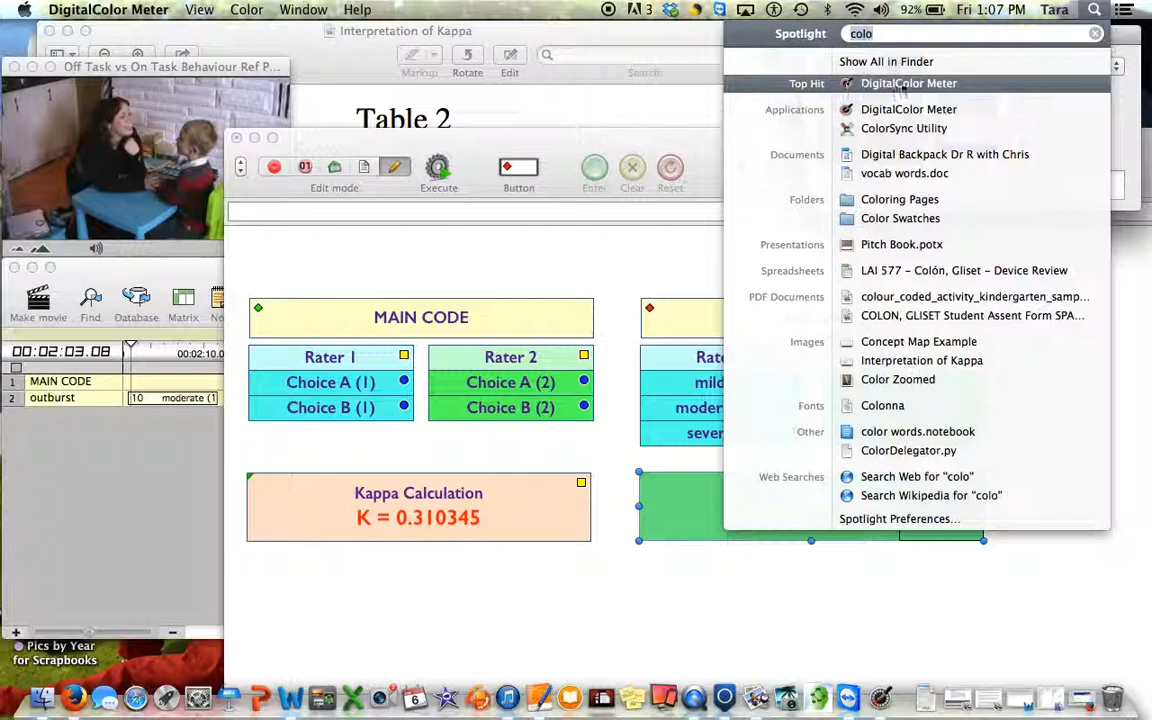 DigitalColor Meter View Color Window Help 3 92% Fri 1:07 PM Tara
Spotlight colo
Show All in Finder
Top Hit DigitalColor Meter
Applications DigitalColor Meter
ColorSync Utility
Documents Digital Backpack Dr R with Chris
vocab words.doc
Folders Coloring Pages
Color Swatches
Presentations Pitch Book.potx
Spreadsheets LAI 577 – Colón, Gliset – Device Review
PDF Documents colour_coded_activity_kindergarten_samp...
COLON, GLISET Student Assent Form SPA...
Images Concept Map Example
Interpretation of Kappa
Color Zoomed
Fonts Colonna
Other color words.notebook
ColorDelegator.py
Web Searches Search Web for "colo"
Search Wikipedia for "colo"
Spotlight Preferences...
Interpretation of Kappa
Markup Rotate Edit Search
Table 2
Off Task vs On Task Behaviour Ref P...
01
Edit mode Execute Button Enter Clear Reset
Make movie Find Database Matrix
00:02:03.08 00:02:10.0
1 MAIN CODE
2 outburst 10 moderate (1
MAIN CODE
Rater 1 Rater 2
Choice A (1) Choice A (2)
Choice B (1) Choice B (2)
mild
Kappa Calculation
K = 0.310345
Pics by Year
for Scrapbooks
6